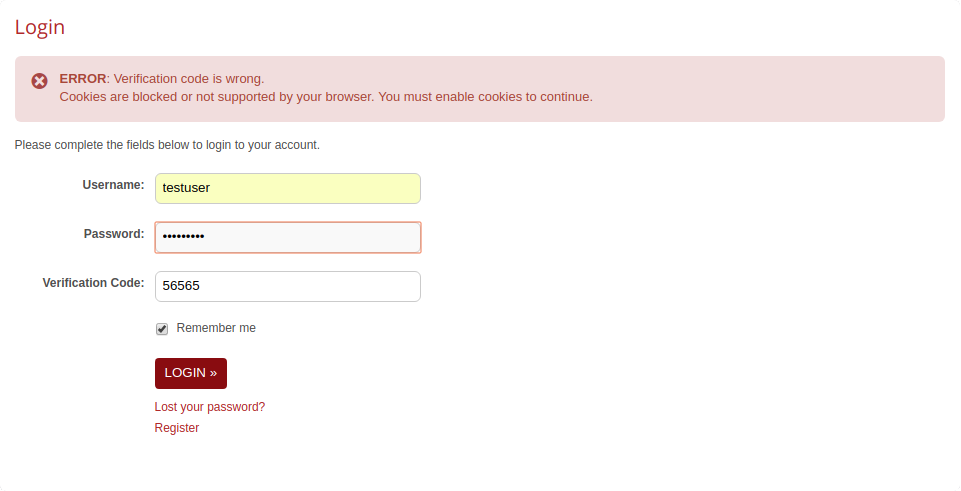 Login
ERROR: Verification code is wrong.
Cookies are blocked or not supported by your browser. You must enable cookies to continue.
Please complete the fields below to login to your account.
Username: testuser
Password: •••••••••
Verification Code: 56565
Remember me
LOGIN »
Lost your password?
Register